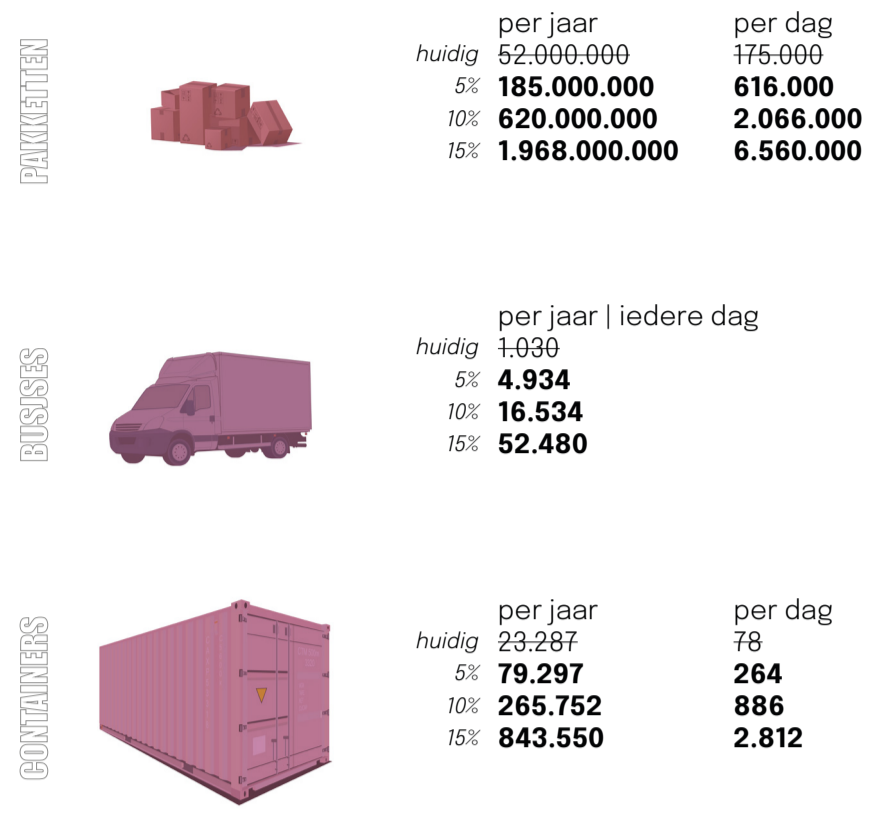 PAKKETTEN
per jaar per dag
huidig 52.000.000 175.000
5% 185.000.000 616.000
10% 620.000.000 2.066.000
15% 1.968.000.000 6.560.000
BUSJSES
per jaar | iedere dag
huidig 1.030
5% 4.934
10% 16.534
15% 52.480
CONTAINERS
per jaar per dag
huidig 23.287 78
5% 79.297 264
10% 265.752 886
15% 843.550 2.812